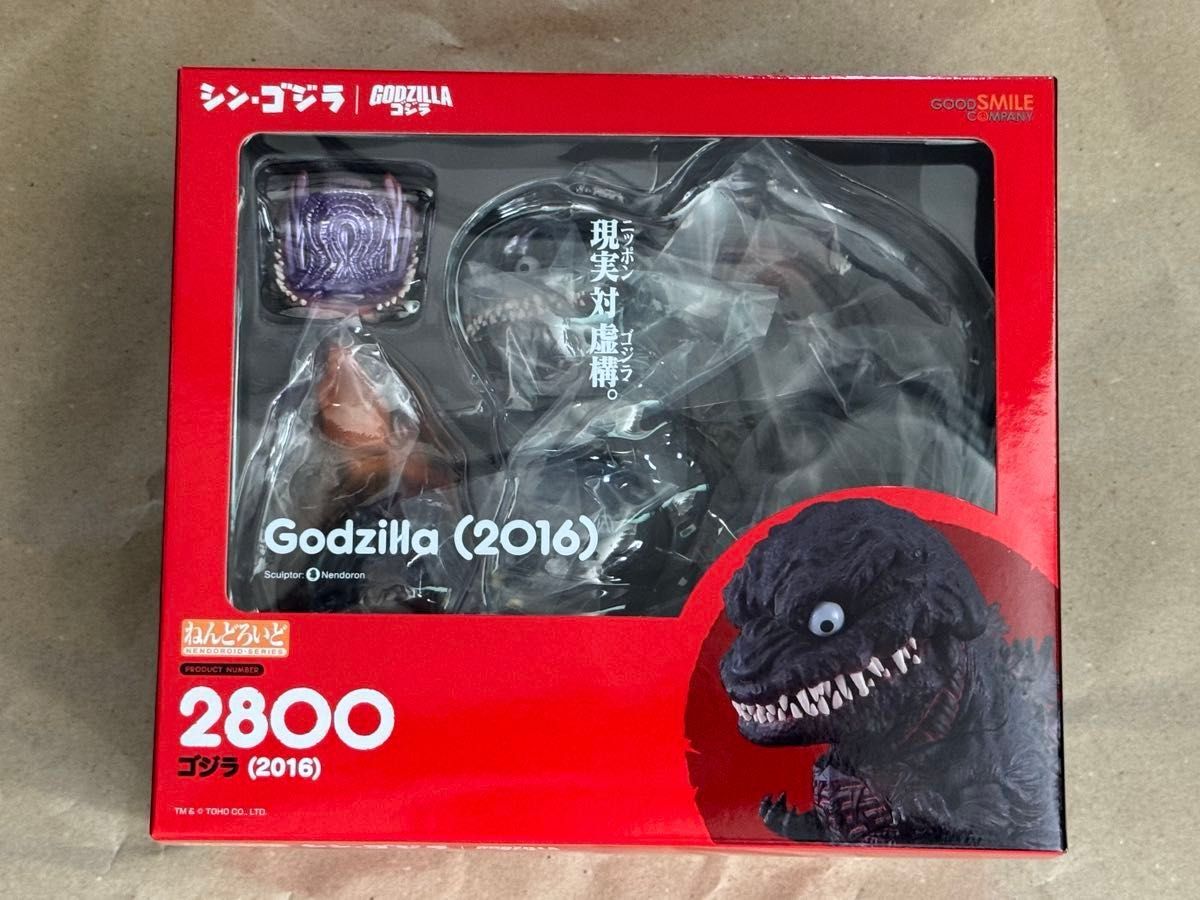 シン・ゴジラ
GODZILLA
ゴジラ
GOOD SMILE
COMPANY
ニッポン ゴジラ
現実対虚構。
Godzilla (2016)
Sculptor: Nendoron
ねんどろいど
NENDOROID・SERIES
PRODUCT NUMBER
2800
ゴジラ (2016)
TM & © TOHO CO., LTD.